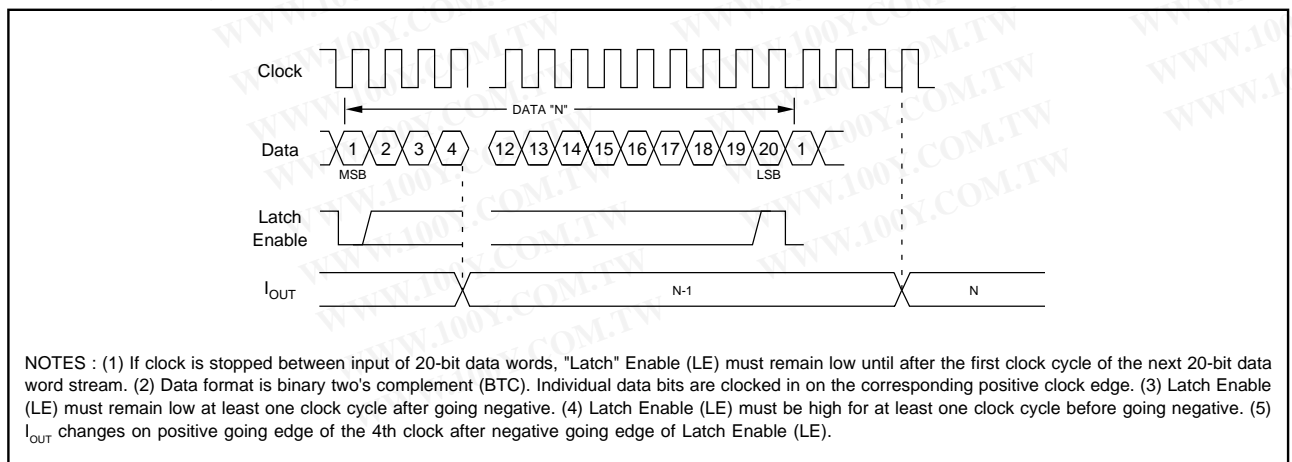 Clock
DATA "N"
Data
1 2 3 4 12 13 14 15 16 17 18 19 20 1
MSB LSB
Latch
Enable
IOUT
N-1 N
NOTES : (1) If clock is stopped between input of 20-bit data words, "Latch" Enable (LE) must remain low until after the first clock cycle of the next 20-bit data
word stream. (2) Data format is binary two's complement (BTC). Individual data bits are clocked in on the corresponding positive clock edge. (3) Latch Enable
(LE) must remain low at least one clock cycle after going negative. (4) Latch Enable (LE) must be high for at least one clock cycle before going negative. (5)
IOUT changes on positive going edge of the 4th clock after negative going edge of Latch Enable (LE).
WWW.100Y.COM.TW